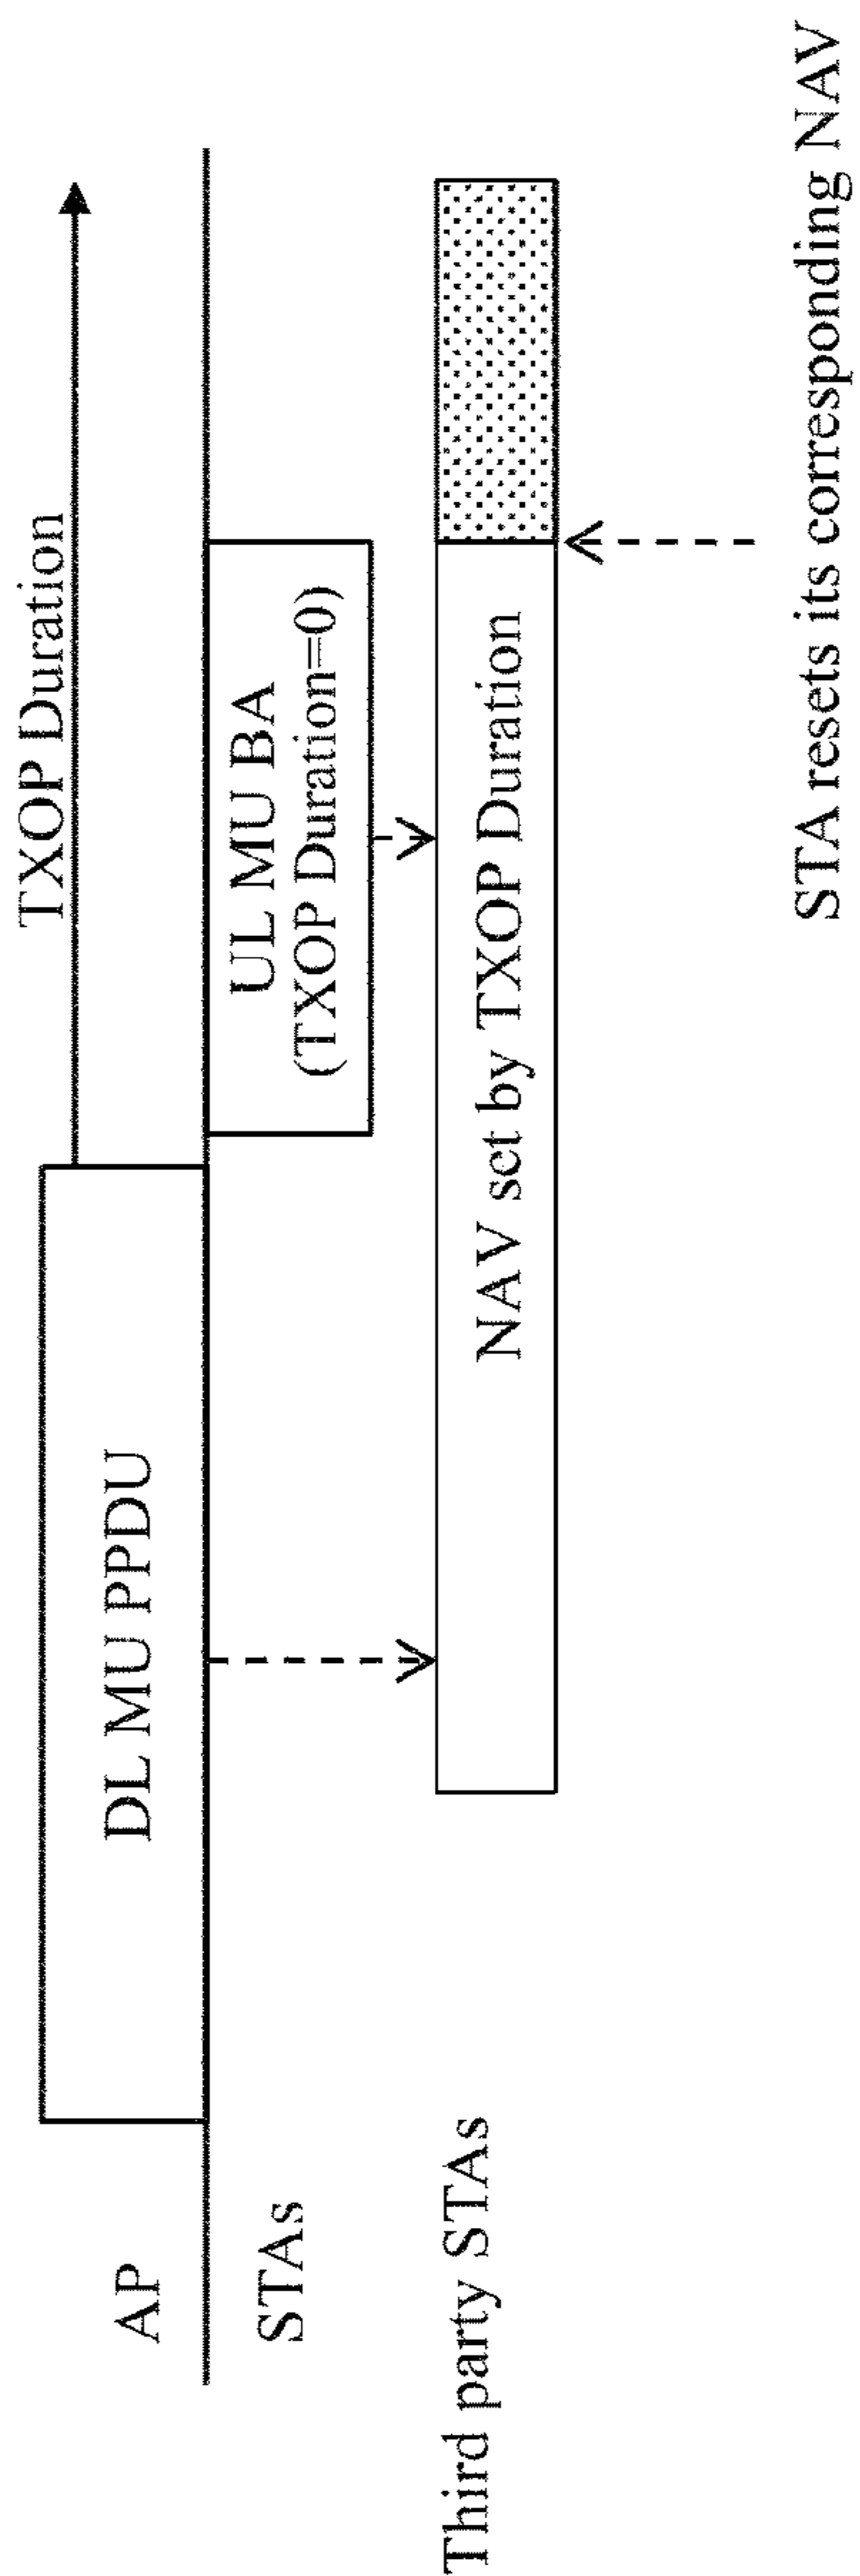 TXOP Duration
AP
DL MU PPDU
STAs
UL MU BA
(TXOP Duration=0)
Third party STAs
NAV set by TXOP Duration
STA resets its corresponding NAV